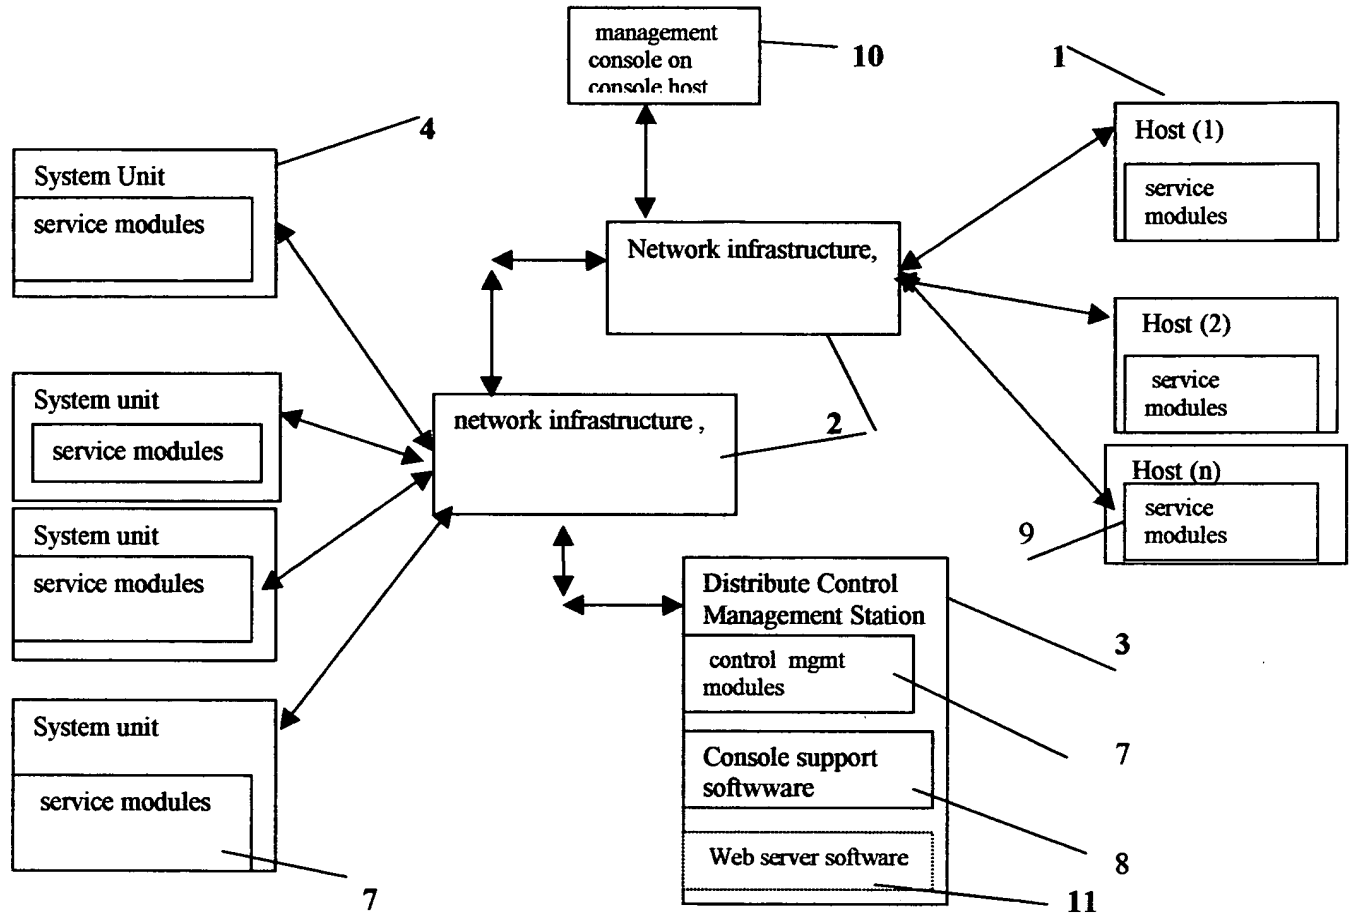 management
console on
console host
10
1
Host (1)
service
modules
4
System Unit
service modules
Network infrastructure,
Host (2)
service
modules
System unit
service modules
network infrastructure ,
2
Host (n)
service
modules
9
System unit
service modules
Distribute Control
Management Station
3
control mgmt
modules
7
System unit
service modules
7
Console support
softwware
8
Web server software
11